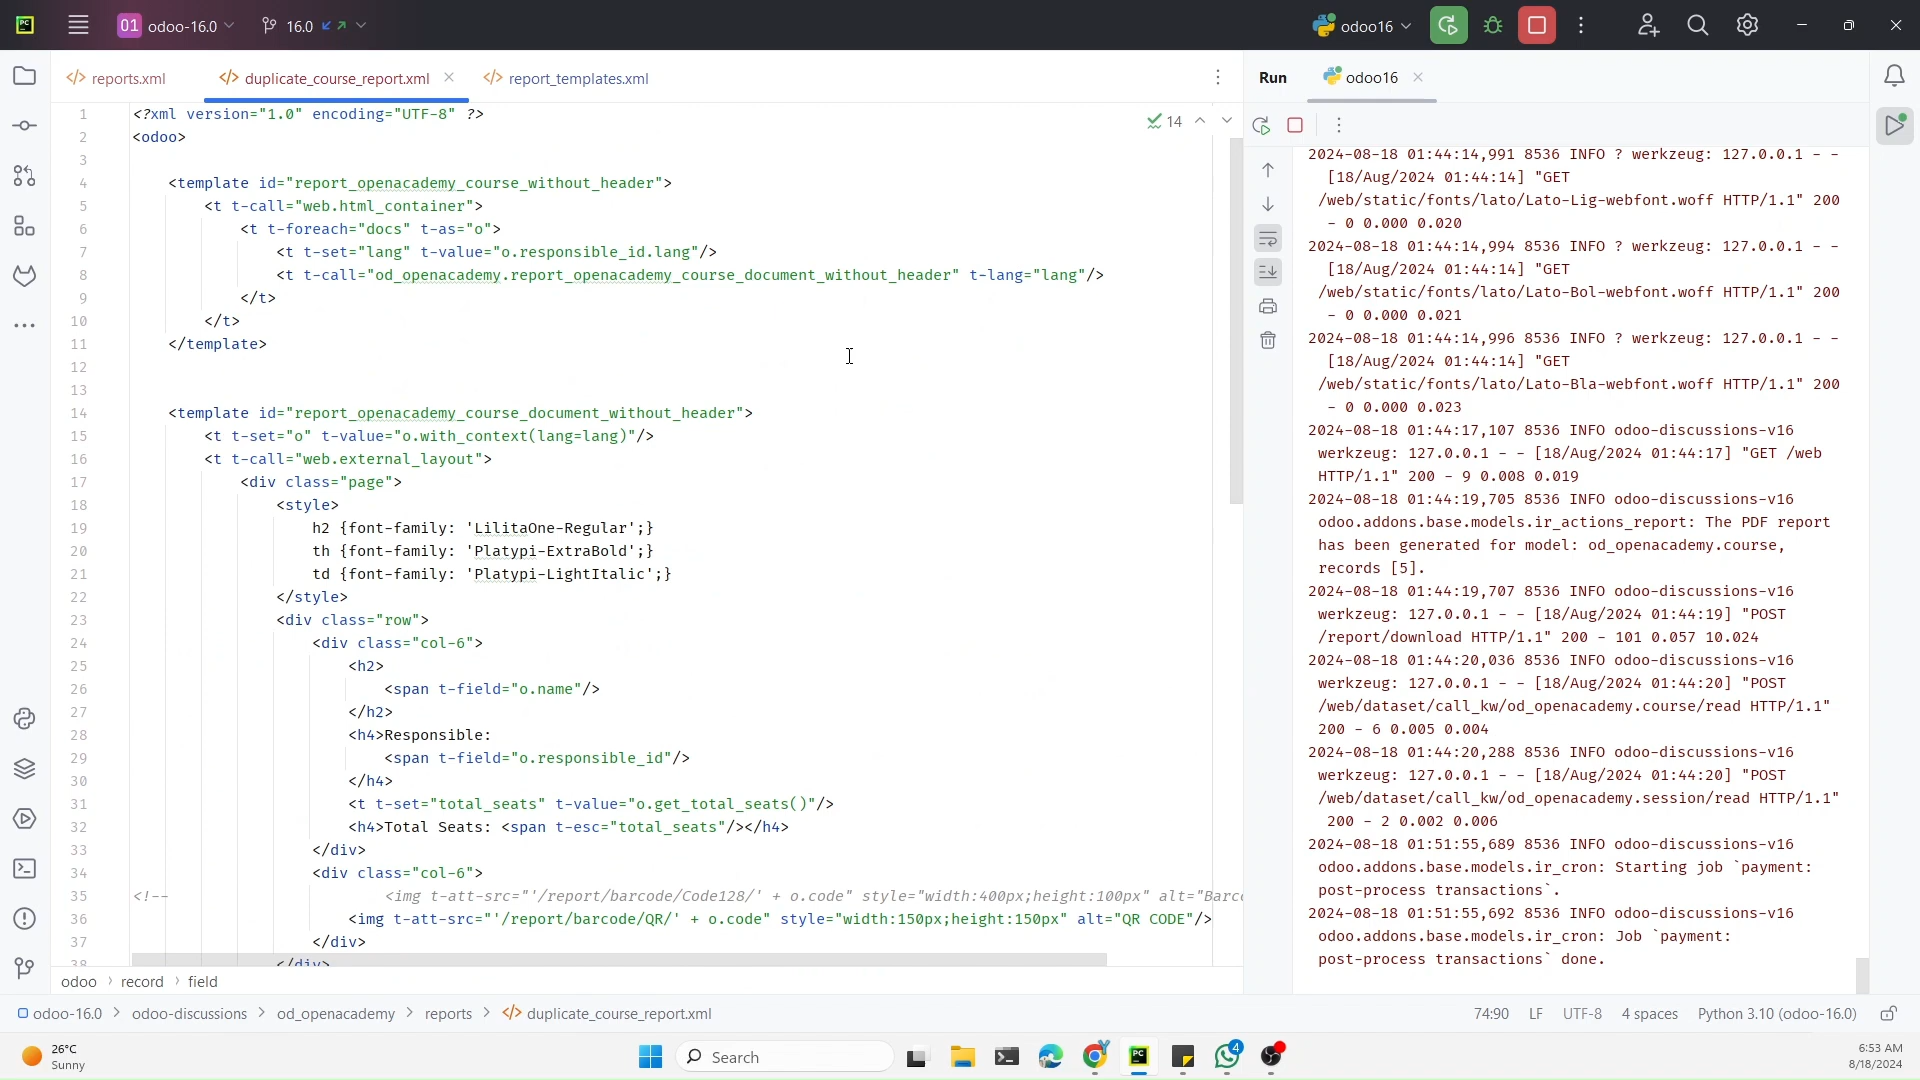 PC
01 odoo-16.0
16.0
odoo16
reports.xml
duplicate_course_report.xml
report_templates.xml
Run
odoo16
14
1 <?xml version="1.0" encoding="UTF-8" ?>
2 <odoo>
3
4 <template id="report_openacademy_course_without_header">
5 <t t-call="web.html_container">
6 <t t-foreach="docs" t-as="o">
7 <t t-set="lang" t-value="o.responsible_id.lang"/>
8 <t t-call="od_openacademy.report_openacademy_course_document_without_header" t-lang="lang"/>
9 </t>
10 </t>
11 </template>
12
13
14 <template id="report_openacademy_course_document_without_header">
15 <t t-set="o" t-value="o.with_context(lang=lang)"/>
16 <t t-call="web.external_layout">
17 <div class="page">
18 <style>
19 h2 {font-family: 'LilitaOne-Regular';}
20 th {font-family: 'Platypi-ExtraBold';}
21 td {font-family: 'Platypi-LightItalic';}
22 </style>
23 <div class="row">
24 <div class="col-6">
25 <h2>
26 <span t-field="o.name"/>
27 </h2>
28 <h4>Responsible:
29 <span t-field="o.responsible_id"/>
30 </h4>
31 <t t-set="total_seats" t-value="o.get_total_seats()"/>
32 <h4>Total Seats: <span t-esc="total_seats"/></h4>
33 </div>
34 <div class="col-6">
35 <!-- <img t-att-src="'/report/barcode/Code128/' + o.code" style="width:400px;height:100px" alt="Barc
36 <img t-att-src="'/report/barcode/QR/' + o.code" style="width:150px;height:150px" alt="QR CODE"/>
37 </div>
38 </div>
2024-08-18 01:44:14,991 8536 INFO ? werkzeug: 127.0.0.1 - -
[18/Aug/2024 01:44:14] "GET
/web/static/fonts/lato/Lato-Lig-webfont.woff HTTP/1.1" 200
- 0 0.000 0.020
2024-08-18 01:44:14,994 8536 INFO ? werkzeug: 127.0.0.1 - -
[18/Aug/2024 01:44:14] "GET
/web/static/fonts/lato/Lato-Bol-webfont.woff HTTP/1.1" 200
- 0 0.000 0.021
2024-08-18 01:44:14,996 8536 INFO ? werkzeug: 127.0.0.1 - -
[18/Aug/2024 01:44:14] "GET
/web/static/fonts/lato/Lato-Bla-webfont.woff HTTP/1.1" 200
- 0 0.000 0.023
2024-08-18 01:44:17,107 8536 INFO odoo-discussions-v16
werkzeug: 127.0.0.1 - - [18/Aug/2024 01:44:17] "GET /web
HTTP/1.1" 200 - 9 0.008 0.019
2024-08-18 01:44:19,705 8536 INFO odoo-discussions-v16
odoo.addons.base.models.ir_actions_report: The PDF report
has been generated for model: od_openacademy.course,
records [5].
2024-08-18 01:44:19,707 8536 INFO odoo-discussions-v16
werkzeug: 127.0.0.1 - - [18/Aug/2024 01:44:19] "POST
/report/download HTTP/1.1" 200 - 101 0.057 10.024
2024-08-18 01:44:20,036 8536 INFO odoo-discussions-v16
werkzeug: 127.0.0.1 - - [18/Aug/2024 01:44:20] "POST
/web/dataset/call_kw/od_openacademy.course/read HTTP/1.1"
200 - 6 0.005 0.004
2024-08-18 01:44:20,288 8536 INFO odoo-discussions-v16
werkzeug: 127.0.0.1 - - [18/Aug/2024 01:44:20] "POST
/web/dataset/call_kw/od_openacademy.session/read HTTP/1.1"
200 - 2 0.002 0.006
2024-08-18 01:51:55,689 8536 INFO odoo-discussions-v16
odoo.addons.base.models.ir_cron: Starting job `payment:
post-process transactions`.
2024-08-18 01:51:55,692 8536 INFO odoo-discussions-v16
odoo.addons.base.models.ir_cron: Job `payment:
post-process transactions` done.
odoo › record › field
odoo-16.0 › odoo-discussions › od_openacademy › reports › duplicate_course_report.xml
74:90 LF UTF-8 4 spaces Python 3.10 (odoo-16.0)
26°C
Sunny
Search
PC
4
6:53 AM
8/18/2024